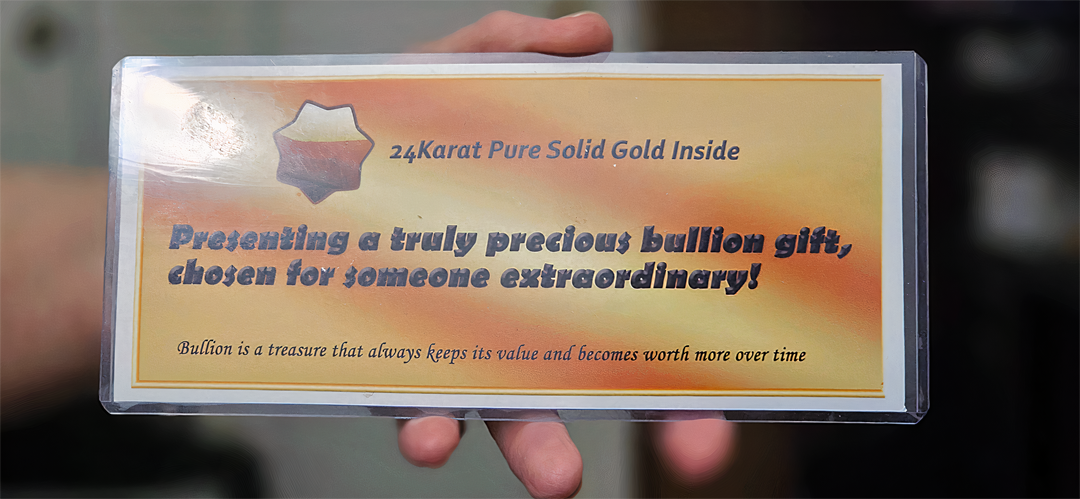 24Karat Pure Solid Gold Inside
Presenting a truly precious bullion gift,
chosen for someone extraordinary!
Bullion is a treasure that always keeps its value and becomes worth more over time